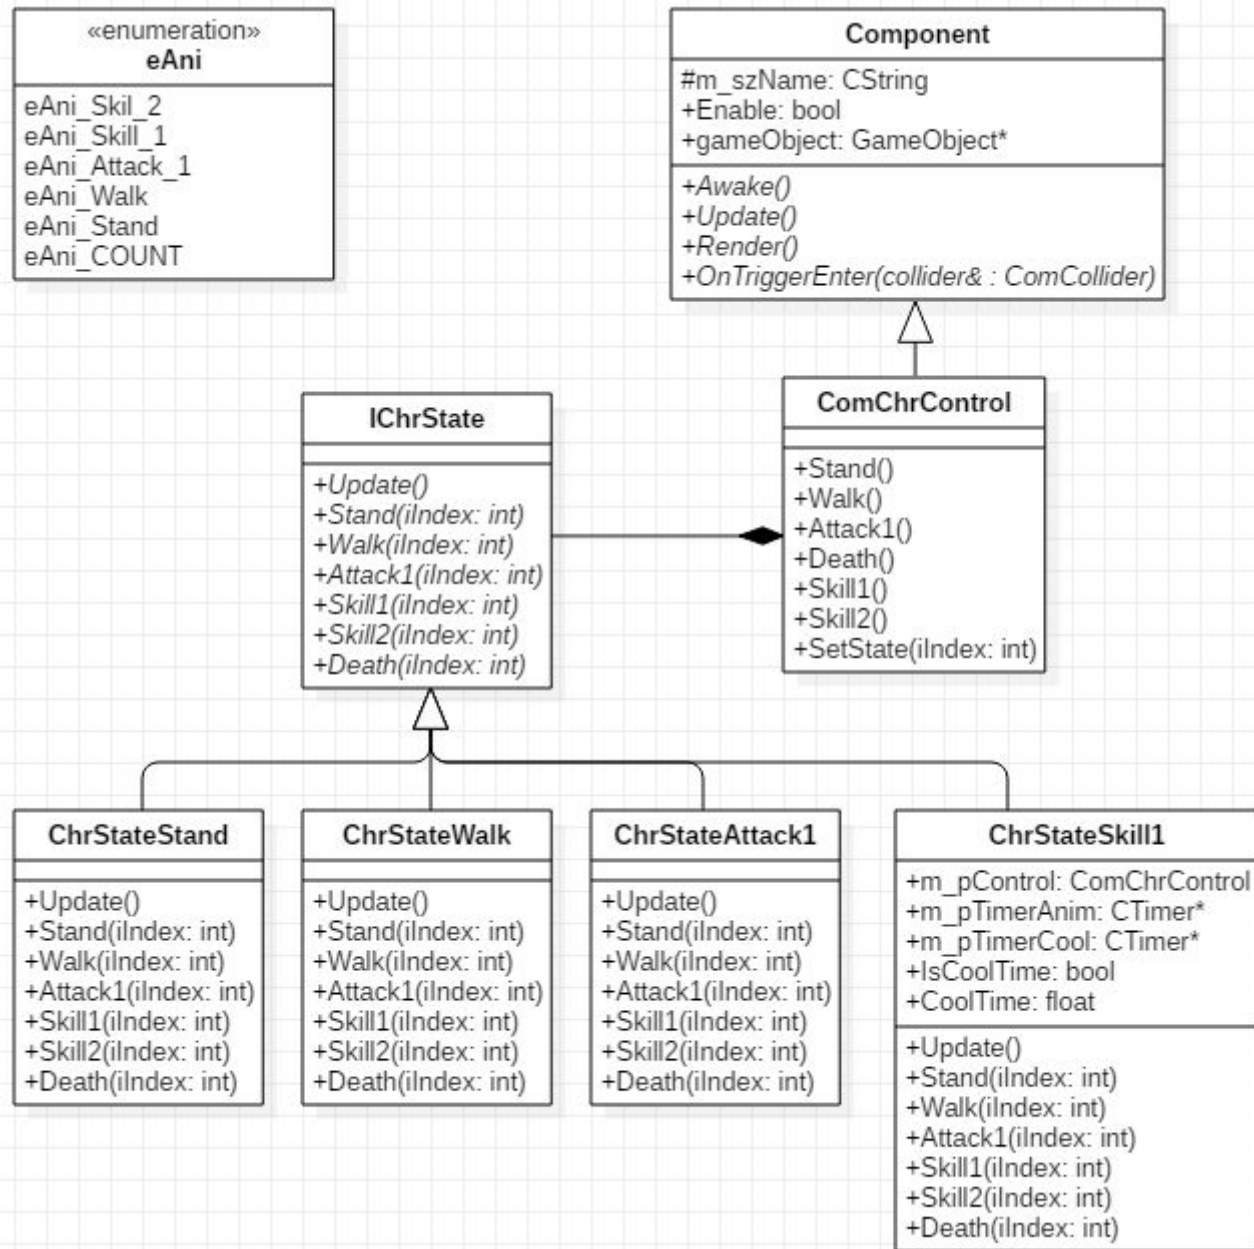 «enumeration»
eAni
eAni_Skil_2
eAni_Skill_1
eAni_Attack_1
eAni_Walk
eAni_Stand
eAni_COUNT
Component
#m_szName: CString
+Enable: bool
+gameObject: GameObject*
+Awake()
+Update()
+Render()
+OnTriggerEnter(collider& : ComCollider)
IChrState
+Update()
+Stand(iIndex: int)
+Walk(iIndex: int)
+Attack1(iIndex: int)
+Skill1(iIndex: int)
+Skill2(iIndex: int)
+Death(iIndex: int)
ComChrControl
+Stand()
+Walk()
+Attack1()
+Death()
+Skill1()
+Skill2()
+SetState(iIndex: int)
ChrStateStand
+Update()
+Stand(iIndex: int)
+Walk(iIndex: int)
+Attack1(iIndex: int)
+Skill1(iIndex: int)
+Skill2(iIndex: int)
+Death(iIndex: int)
ChrStateWalk
+Update()
+Stand(iIndex: int)
+Walk(iIndex: int)
+Attack1(iIndex: int)
+Skill1(iIndex: int)
+Skill2(iIndex: int)
+Death(iIndex: int)
ChrStateAttack1
+Update()
+Stand(iIndex: int)
+Walk(iIndex: int)
+Attack1(iIndex: int)
+Skill1(iIndex: int)
+Skill2(iIndex: int)
+Death(iIndex: int)
ChrStateSkill1
+m_pControl: ComChrControl
+m_pTimerAnim: CTimer*
+m_pTimerCool: CTimer*
+IsCoolTime: bool
+CoolTime: float
+Update()
+Stand(iIndex: int)
+Walk(iIndex: int)
+Attack1(iIndex: int)
+Skill1(iIndex: int)
+Skill2(iIndex: int)
+Death(iIndex: int)